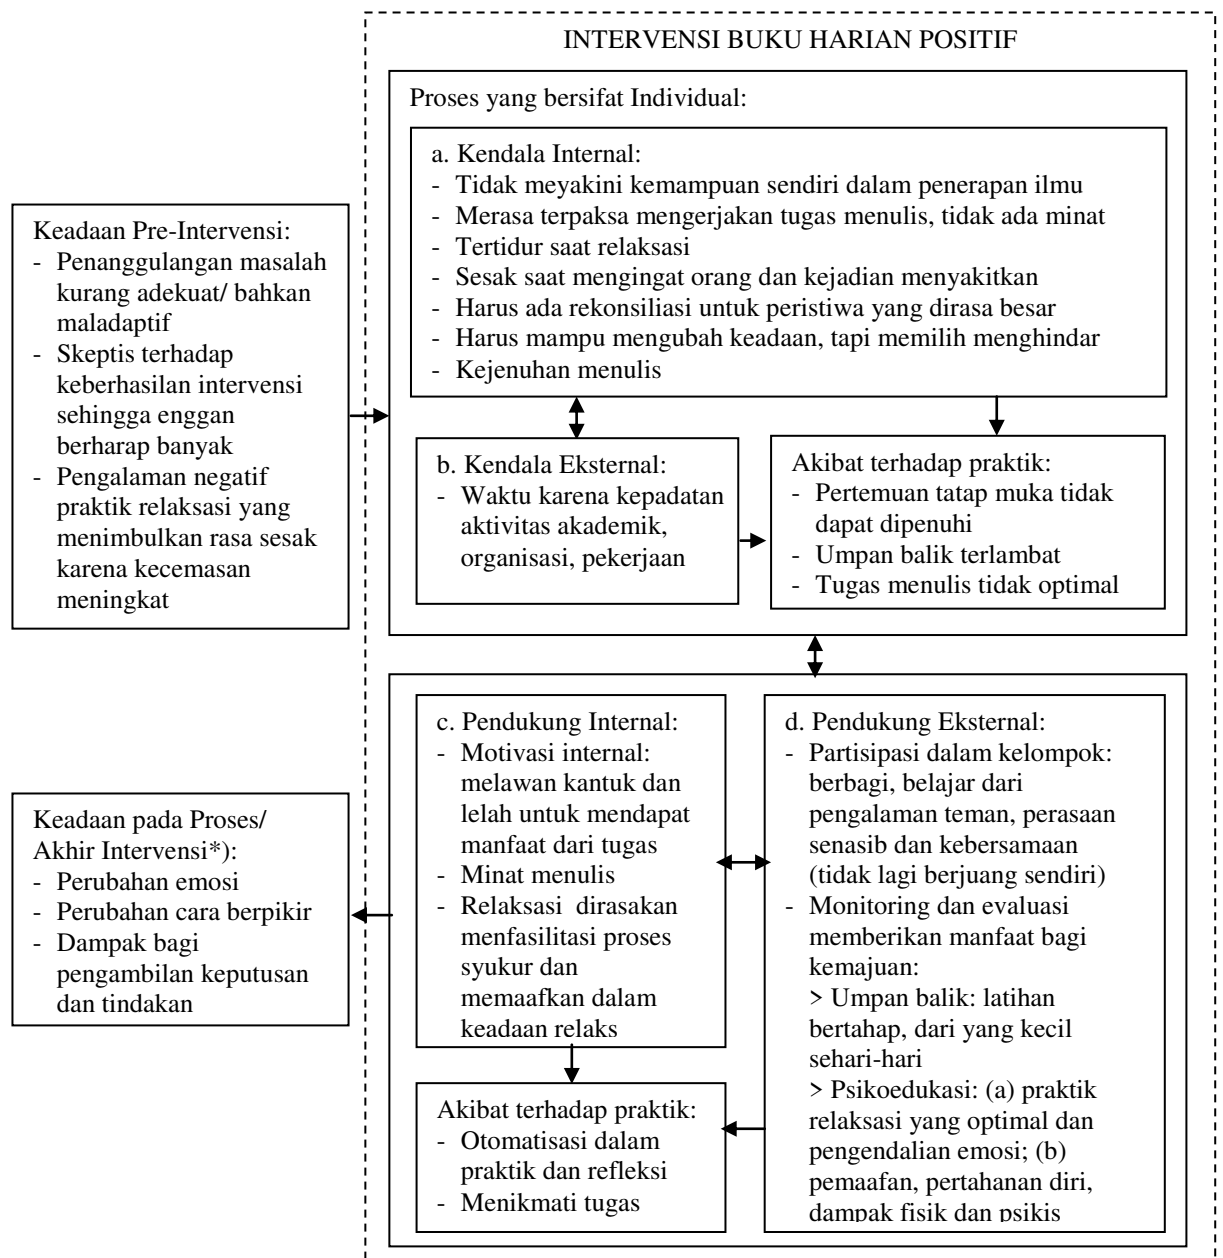 INTERVENSI BUKU HARIAN POSITIF
Proses yang bersifat Individual:
a. Kendala Internal:
- Tidak meyakini kemampuan sendiri dalam penerapan ilmu
- Merasa terpaksa mengerjakan tugas menulis, tidak ada minat
- Tertidur saat relaksasi
- Sesak saat mengingat orang dan kejadian menyakitkan
- Harus ada rekonsiliasi untuk peristiwa yang dirasa besar
- Harus mampu mengubah keadaan, tapi memilih menghindar
- Kejenuhan menulis
Keadaan Pre-Intervensi:
- Penanggulangan masalah
kurang adekuat/ bahkan
maladaptif
- Skeptis terhadap
keberhasilan intervensi
sehingga enggan
berharap banyak
- Pengalaman negatif
praktik relaksasi yang
menimbulkan rasa sesak
karena kecemasan
meningkat
b. Kendala Eksternal:
- Waktu karena kepadatan
aktivitas akademik,
organisasi, pekerjaan
Akibat terhadap praktik:
- Pertemuan tatap muka tidak
dapat dipenuhi
- Umpan balik terlambat
- Tugas menulis tidak optimal
c. Pendukung Internal:
- Motivasi internal:
melawan kantuk dan
lelah untuk mendapat
manfaat dari tugas
- Minat menulis
- Relaksasi dirasakan
menfasilitasi proses
syukur dan
memaafkan dalam
keadaan relaks
d. Pendukung Eksternal:
- Partisipasi dalam kelompok:
berbagi, belajar dari
pengalaman teman, perasaan
senasib dan kebersamaan
(tidak lagi berjuang sendiri)
- Monitoring dan evaluasi
memberikan manfaat bagi
kemajuan:
> Umpan balik: latihan
bertahap, dari yang kecil
sehari-hari
> Psikoedukasi: (a) praktik
relaksasi yang optimal dan
pengendalian emosi; (b)
pemaafan, pertahanan diri,
dampak fisik dan psikis
Keadaan pada Proses/
Akhir Intervensi*):
- Perubahan emosi
- Perubahan cara berpikir
- Dampak bagi
pengambilan keputusan
dan tindakan
Akibat terhadap praktik:
- Otomatisasi dalam
praktik dan refleksi
- Menikmati tugas